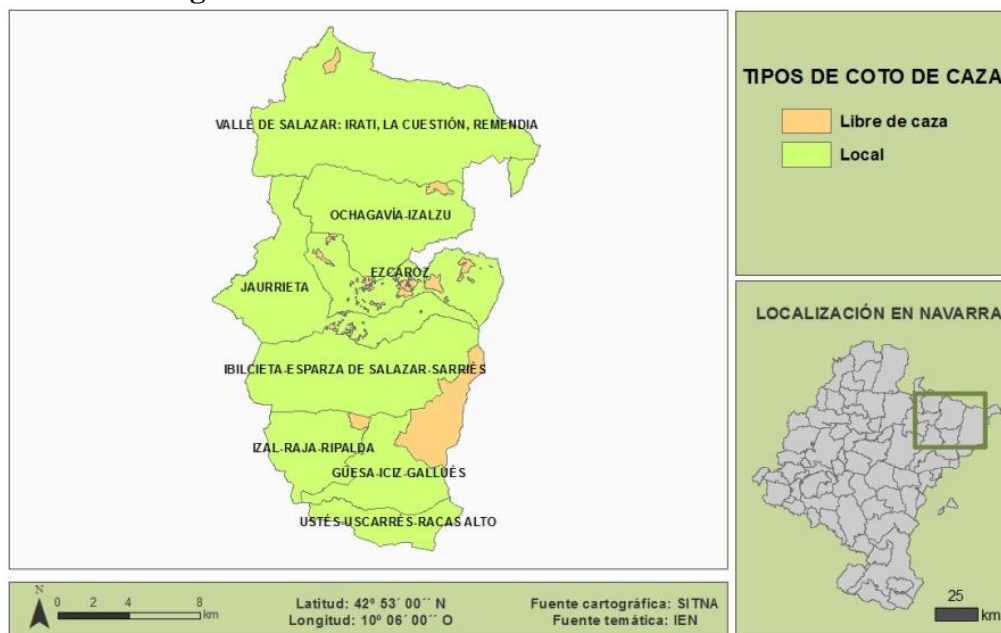 VALLE DE SALAZAR: IRATI, LA CUESTIÓN, REMENDIA
OCHAGAVÍA-IZALZU
EZCÁROZ
JAURRIETA
IBILCIETA-ESPARZA DE SALAZAR-SARRIÉS
IZAL-RAJA-RIPALDA
GÜESA-ICIZ-GALLUÉS
USTÉS-USCARRÉS-RACAS ALTO
TIPOS DE COTO DE CAZA
Libre de caza
Local
LOCALIZACIÓN EN NAVARRA
25
km
N
0 2 4 8
km
Latitud: 42º 53´ 00´´ N
Longitud: 10º 06´ 00´´ O
Fuente cartográfica: SITNA
Fuente temática: IEN